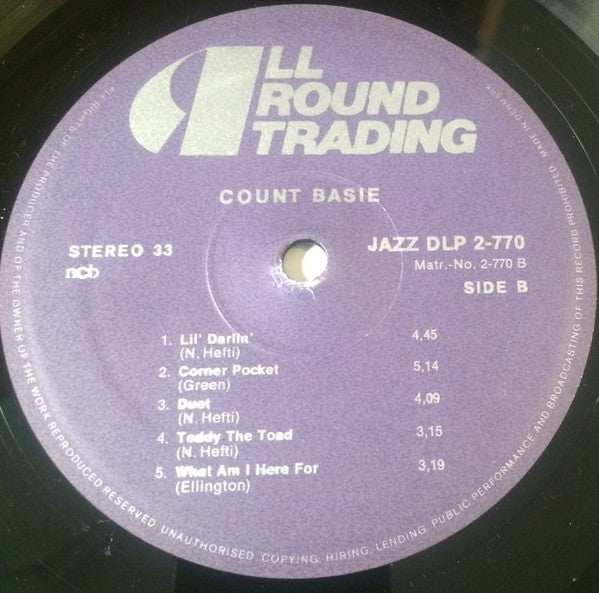 ALL
ROUND
TRADING
COUNT BASIE
STEREO 33
ncb
JAZZ DLP 2-770
Matr.-No. 2-770 B
SIDE B
1. Lil' Darlin' 4,45
(N. Hefti)
2. Corner Pocket 5,14
(Green)
3. Duet 4,09
(N. Hefti)
4. Teddy The Toad 3,15
(N. Hefti)
5. What Am I Here For 3,19
(Ellington)
ALL RIGHTS OF THE PRODUCER AND OF THE OWNER OF THE WORK REPRODUCED RESERVED. UNAUTHORISED COPYING, HIRING, LENDING, PUBLIC PERFORMANCE AND BROADCASTING OF THIS RECORD PROHIBITED. MADE IN DENMARK